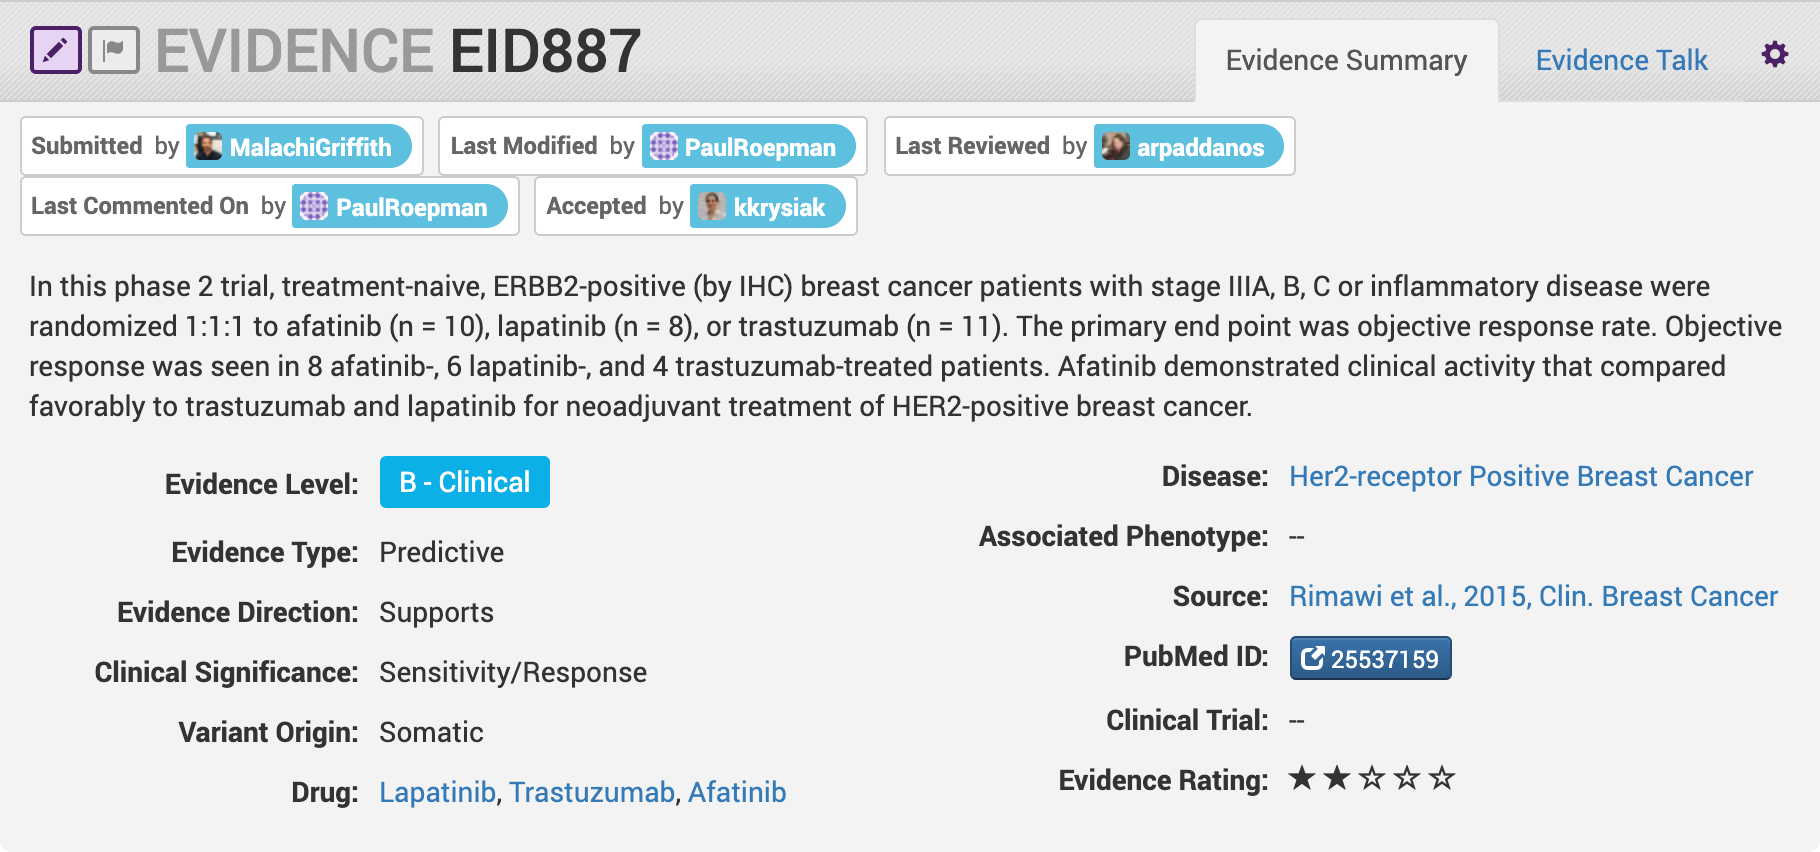 EVIDENCE EID887
Evidence Summary
Evidence Talk
Submitted by MalachiGriffith
Last Modified by PaulRoepman
Last Reviewed by arpaddanos
Last Commented On by PaulRoepman
Accepted by kkrysiak
In this phase 2 trial, treatment-naive, ERBB2-positive (by IHC) breast cancer patients with stage IIIA, B, C or inflammatory disease were
randomized 1:1:1 to afatinib (n = 10), lapatinib (n = 8), or trastuzumab (n = 11). The primary end point was objective response rate. Objective
response was seen in 8 afatinib-, 6 lapatinib-, and 4 trastuzumab-treated patients. Afatinib demonstrated clinical activity that compared
favorably to trastuzumab and lapatinib for neoadjuvant treatment of HER2-positive breast cancer.
Evidence Level: B - Clinical
Evidence Type: Predictive
Evidence Direction: Supports
Clinical Significance: Sensitivity/Response
Variant Origin: Somatic
Drug: Lapatinib, Trastuzumab, Afatinib
Disease: Her2-receptor Positive Breast Cancer
Associated Phenotype: --
Source: Rimawi et al., 2015, Clin. Breast Cancer
PubMed ID: 25537159
Clinical Trial: --
Evidence Rating: ★★☆☆☆